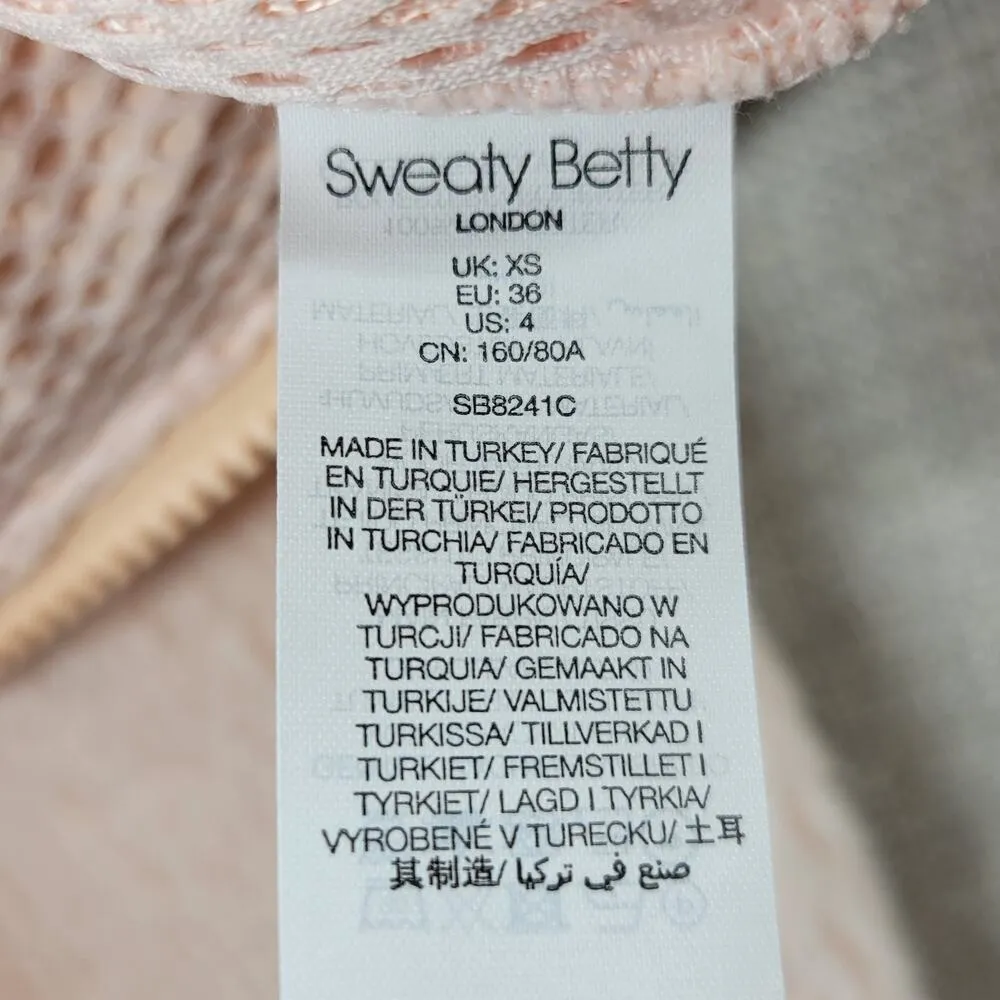 Sweaty Betty
LONDON
UK: XS
EU: 36
US: 4
CN: 160/80A
SB8241C
MADE IN TURKEY/ FABRIQUÉ
EN TURQUIE/ HERGESTELLT
IN DER TÜRKEI/ PRODOTTO
IN TURCHIA/ FABRICADO EN
TURQUÍA/
WYPRODUKOWANO W
TURCJI/ FABRICADO NA
TURQUIA/ GEMAAKT IN
TURKIJE/ VALMISTETTU
TURKISSA/ TILLVERKAD I
TURKIET/ FREMSTILLET I
TYRKIET/ LAGD I TYRKIA/
VYROBENÉ V TURECKU/ 土耳
其制造/ صنع في تركيا